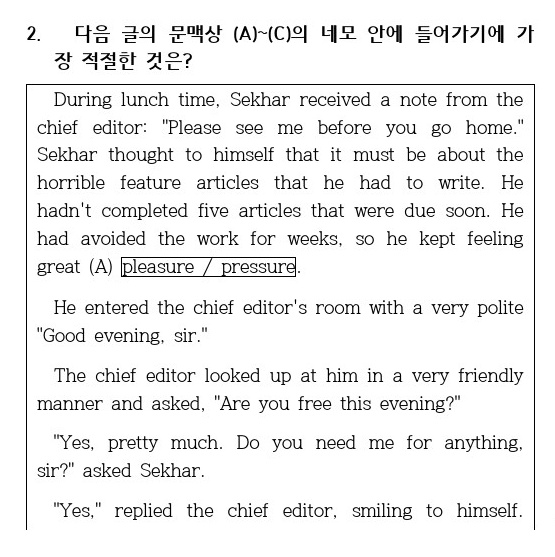 2. 다음 글의 문맥상 (A)~(C)의 네모 안에 들어가기에 가
장 적절한 것은?
During lunch time, Sekhar received a note from the
chief editor: "Please see me before you go home."
Sekhar thought to himself that it must be about the
horrible feature articles that he had to write. He
hadn't completed five articles that were due soon. He
had avoided the work for weeks, so he kept feeling
great (A) pleasure / pressure.
He entered the chief editor's room with a very polite
"Good evening, sir."
The chief editor looked up at him in a very friendly
manner and asked, "Are you free this evening?"
"Yes, pretty much. Do you need me for anything,
sir?" asked Sekhar.
"Yes," replied the chief editor, smiling to himself.